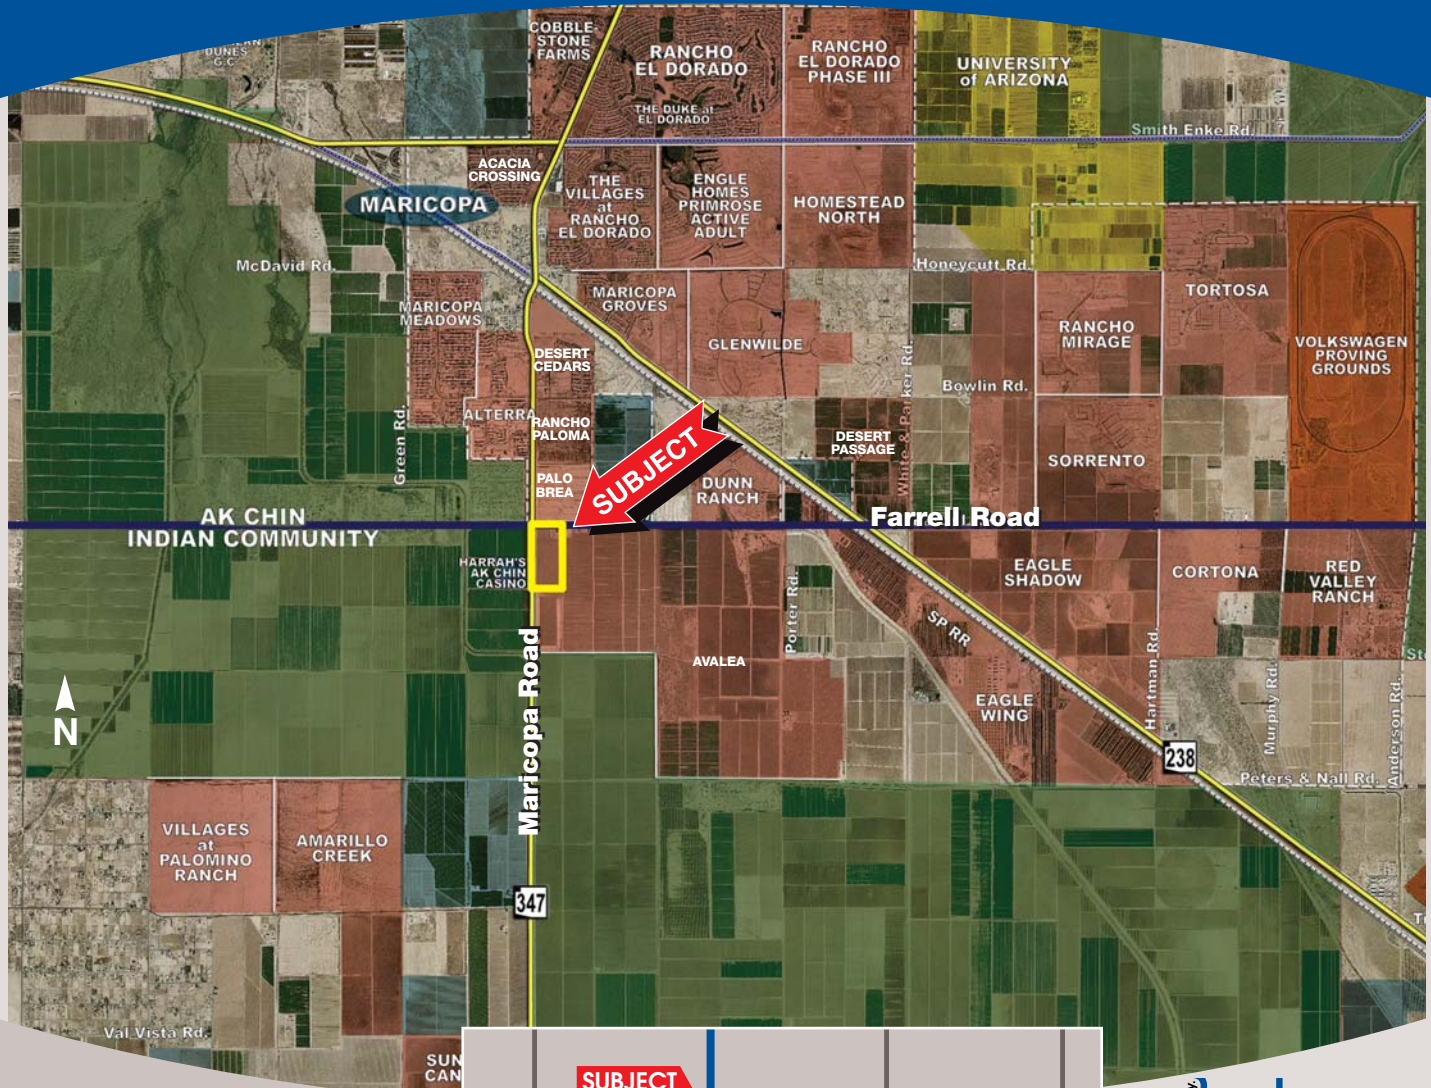 DUNES
G.C
COBBLE-
STONE
FARMS
RANCHO
EL DORADO
THE DUKE at
EL DORADO
RANCHO
EL DORADO
PHASE III
UNIVERSITY
of ARIZONA
Smith Enke Rd.
ACACIA
CROSSING
MARICOPA
THE
VILLAGES
at
RANCHO
EL DORADO
ENGLE
HOMES
PRIMROSE
ACTIVE
ADULT
HOMESTEAD
NORTH
McDavid Rd.
Honeycutt Rd.
MARICOPA
MEADOWS
MARICOPA
GROVES
TORTOSA
RANCHO
MIRAGE
VOLKSWAGEN
PROVING
GROUNDS
GLENWILDE
DESERT
CEDARS
White & Parker Rd.
Bowlin Rd.
Green Rd.
ALTERRA
RANCHO
PALOMA
DESERT
PASSAGE
SUBJECT
SORRENTO
PALO
BREA
DUNN
RANCH
AK CHIN
INDIAN COMMUNITY
Farrell Road
HARRAH'S
AK CHIN
CASINO
EAGLE
SHADOW
CORTONA
RED
VALLEY
RANCH
Porter Rd.
SP RR
Maricopa Road
AVALEA
Hartman Rd.
Murphy Rd.
Anderson Rd.
N
EAGLE
WING
238
Peters & Nall Rd.
VILLAGES
at
PALOMINO
RANCH
AMARILLO
CREEK
347
Val Vista Rd.
SUN
CAN
SUBJECT